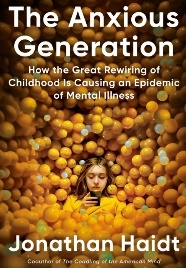 The Anxious
Generation
How the Great Rewiring of
Childhood Is Causing an Epidemic
of Mental Illness
Jonathan Haidt
Coauthor of The Coddling of the American Mind